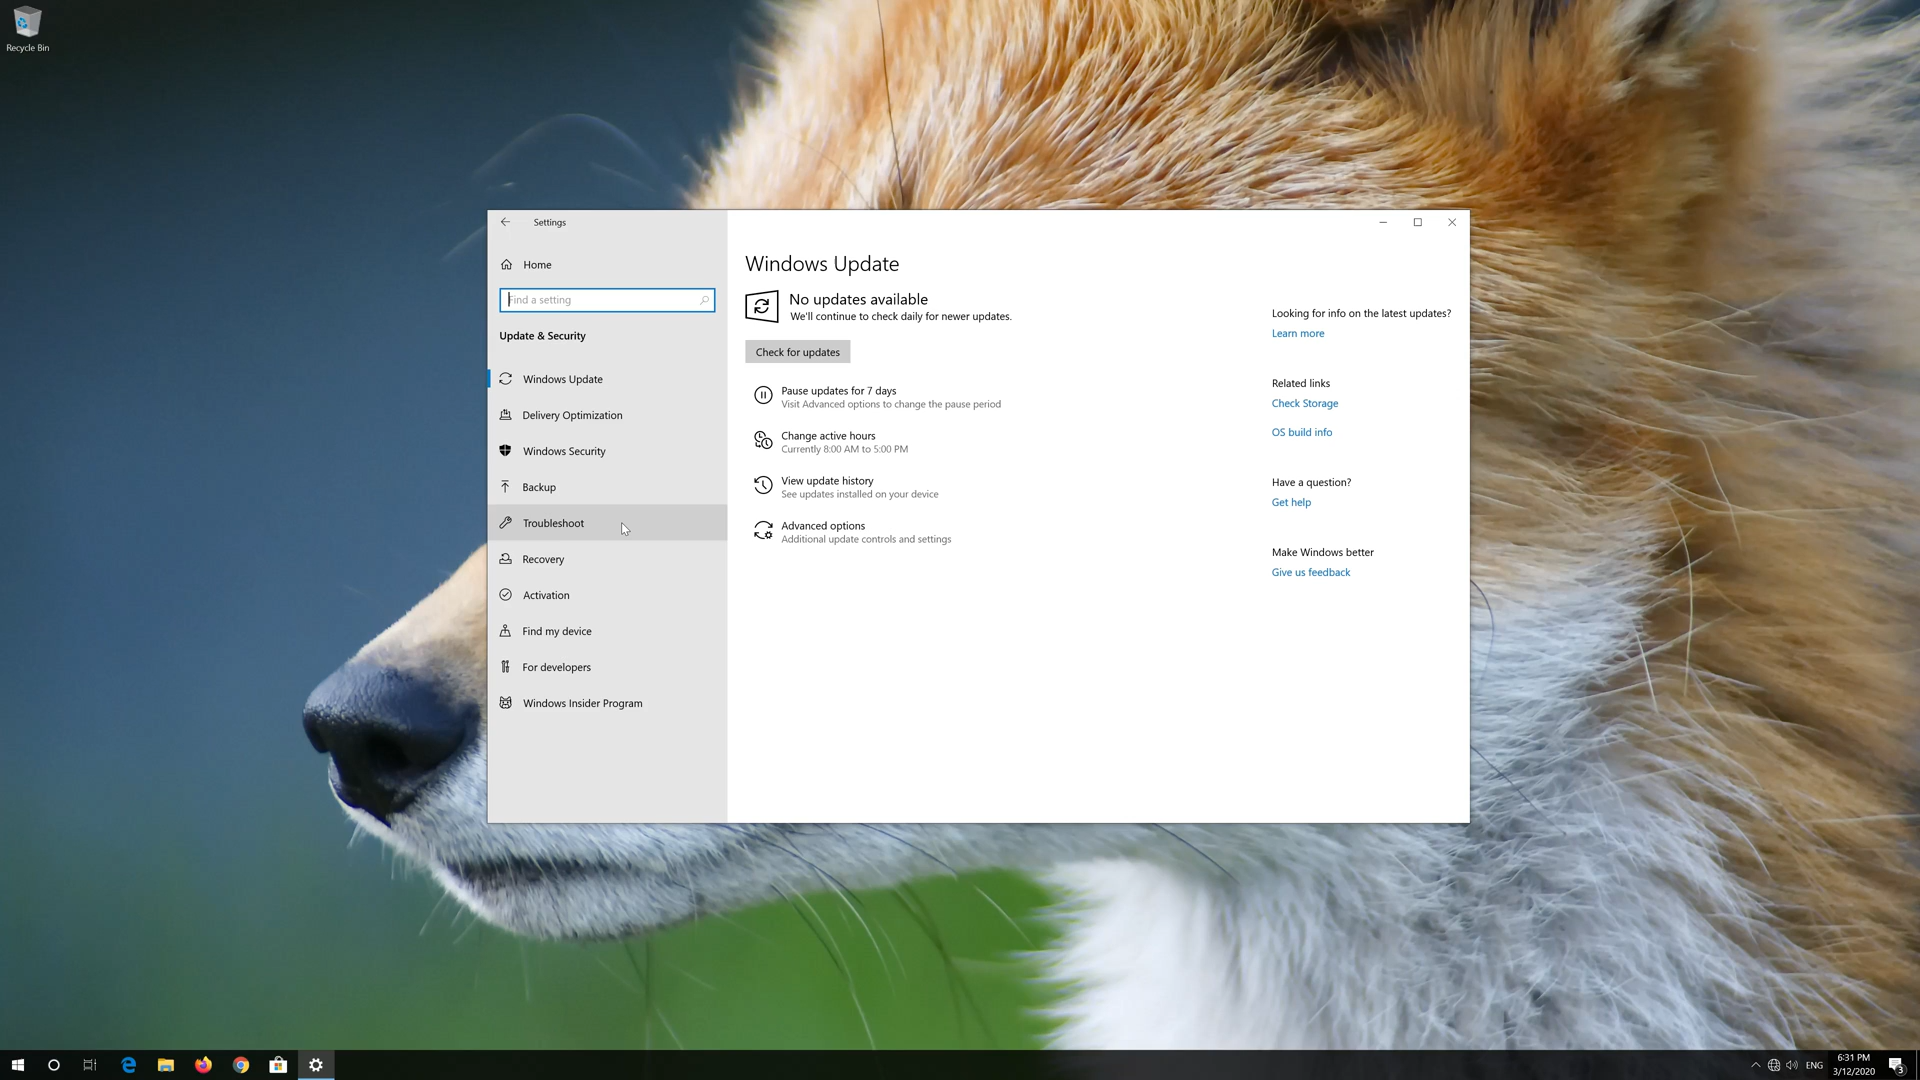 Recycle Bin
Settings
Home
Find a setting
Update & Security
Windows Update
Delivery Optimization
Windows Security
Backup
Troubleshoot
Recovery
Activation
Find my device
For developers
Windows Insider Program
Windows Update
No updates available
We'll continue to check daily for newer updates.
Check for updates
Pause updates for 7 days
Visit Advanced options to change the pause period
Change active hours
Currently 8:00 AM to 5:00 PM
View update history
See updates installed on your device
Advanced options
Additional update controls and settings
Looking for info on the latest updates?
Learn more
Related links
Check Storage
OS build info
Have a question?
Get help
Make Windows better
Give us feedback
ENG
6:31 PM
3/12/2020
3